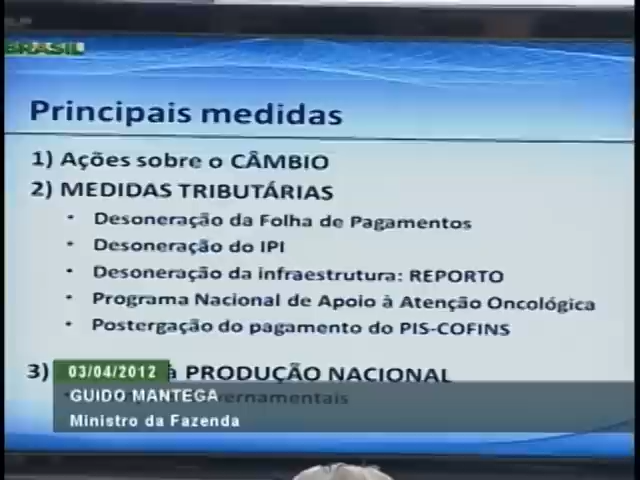 BRASIL
Principais medidas
1) Ações sobre o CÂMBIO
2) MEDIDAS TRIBUTÁRIAS
• Desoneração da Folha de Pagamentos
• Desoneração do IPI
• Desoneração da infraestrutura: REPORTO
• Programa Nacional de Apoio à Atenção Oncológica
• Postergação do pagamento do PIS-COFINS
3) à PRODUÇÃO NACIONAL
03/04/2012
GUIDO MANTEGA
Ministro da Fazenda